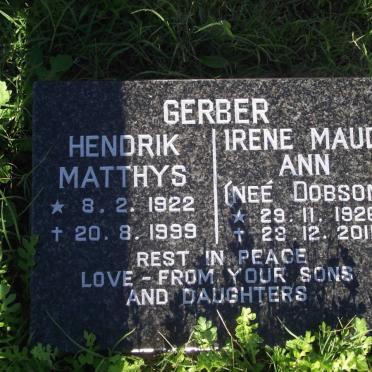 GERBER
HENDRIK
MATTHYS
★ 8. 2. 1922
✝ 20. 8. 1999
IRENE MAUD
ANN
(NEÉ DOBSON
★ 29. 11. 1926
✝ 23. 12.
REST IN PEACE
LOVE - FROM YOUR SONS
AND DAUGHTERS